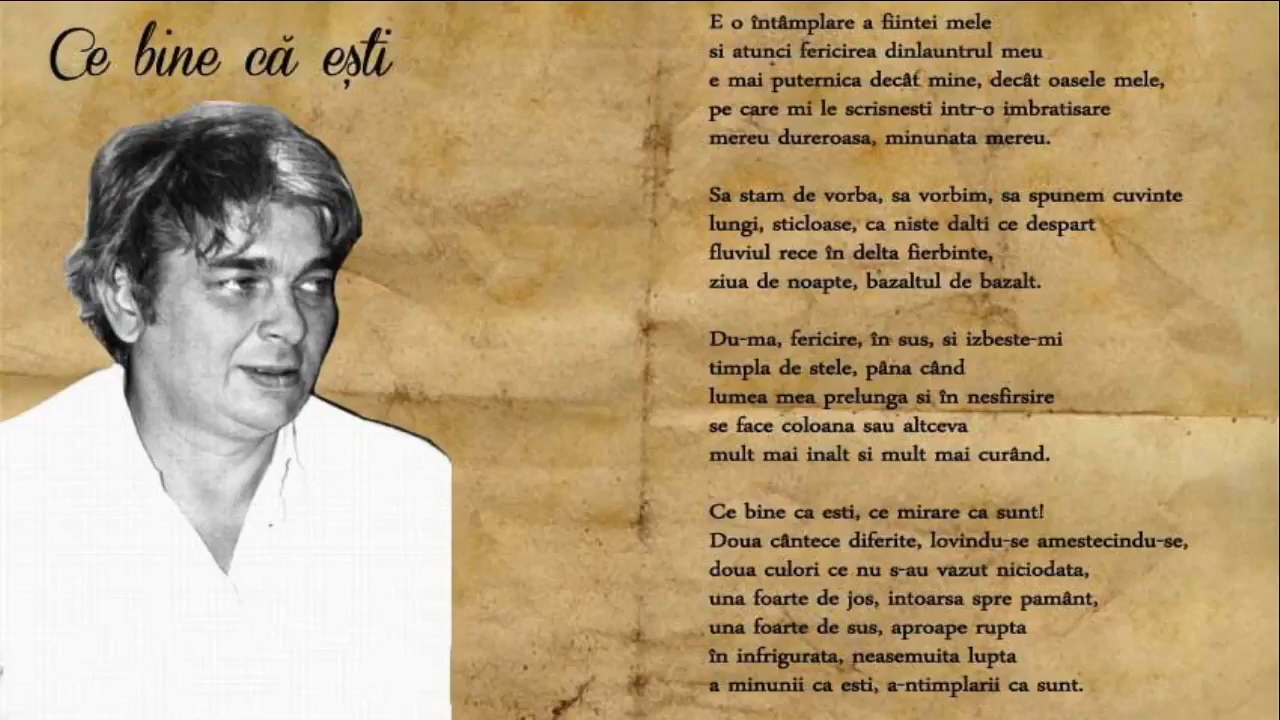 Ce bine că ești
E o întâmplare a fiintei mele
si atunci fericirea dinlauntrul meu
e mai puternica decât mine, decât oasele mele,
pe care mi le scrisnesti intr-o imbratisare
mereu dureroasa, minunata mereu.
Sa stam de vorba, sa vorbim, sa spunem cuvinte
lungi, sticloase, ca niste dalti ce despart
fluviul rece în delta fierbinte,
ziua de noapte, bazaltul de bazalt.
Du-ma, fericire, în sus, si izbeste-mi
timpla de stele, pâna când
lumea mea prelunga si în nesfirsire
se face coloana sau altceva
mult mai inalt si mult mai curând.
Ce bine ca esti, ce mirare ca sunt!
Doua cântece diferite, lovindu-se amestecindu-se,
doua culori ce nu s-au vazut niciodata,
una foarte de jos, intoarsa spre pamânt,
una foarte de sus, aproape rupta
în infrigurata, neasemuita lupta
a minunii ca esti, a-ntimplarii ca sunt.